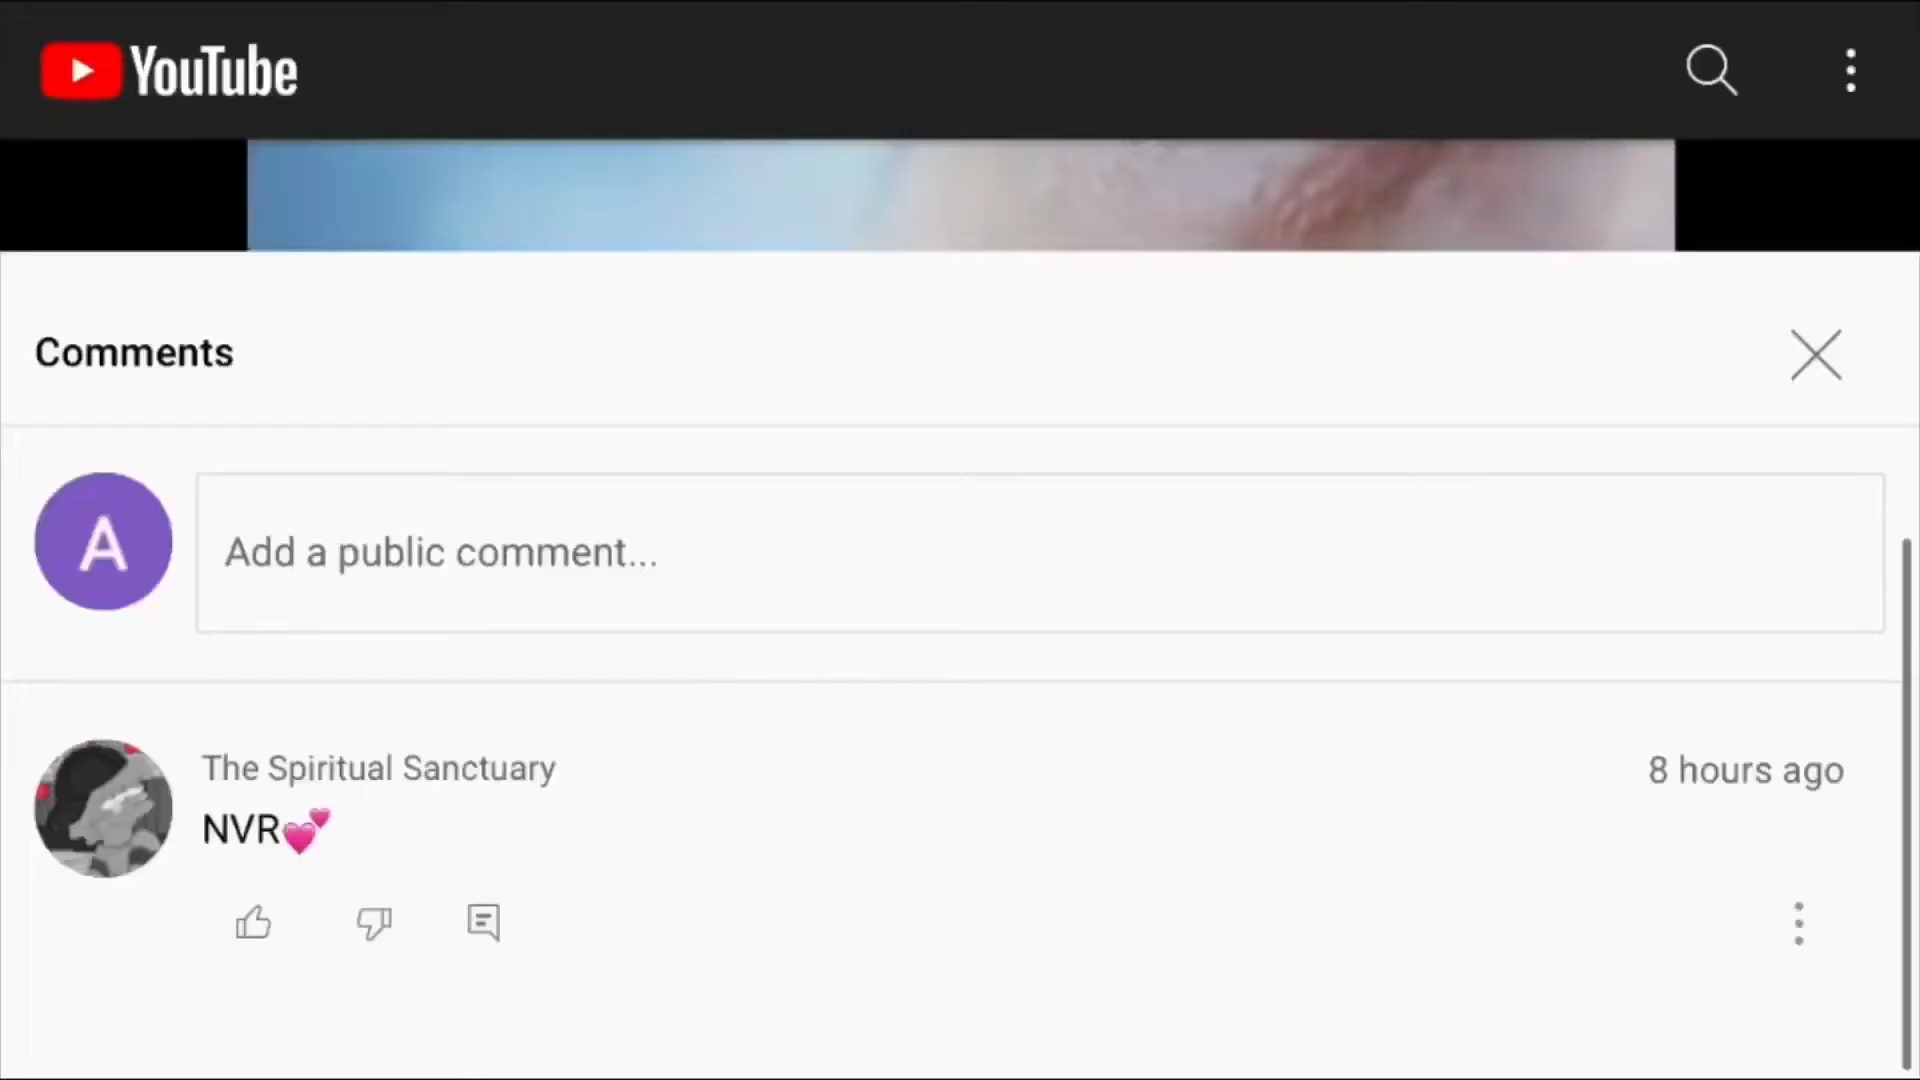 YouTube
Comments
A
Add a public comment...
The Spiritual Sanctuary
8 hours ago
NVR💕